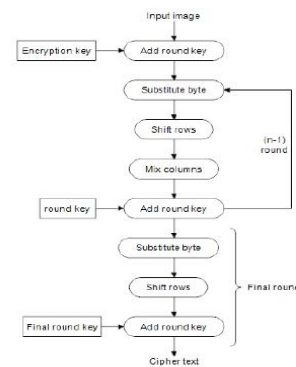 Input image
Encryption key
Add round key
Substitute byte
Shift rows
(n-1)
round
Mix columns
round key
Add round key
Substitute byte
Shift rows
Final round
Final round key
Add round key
Cipher text